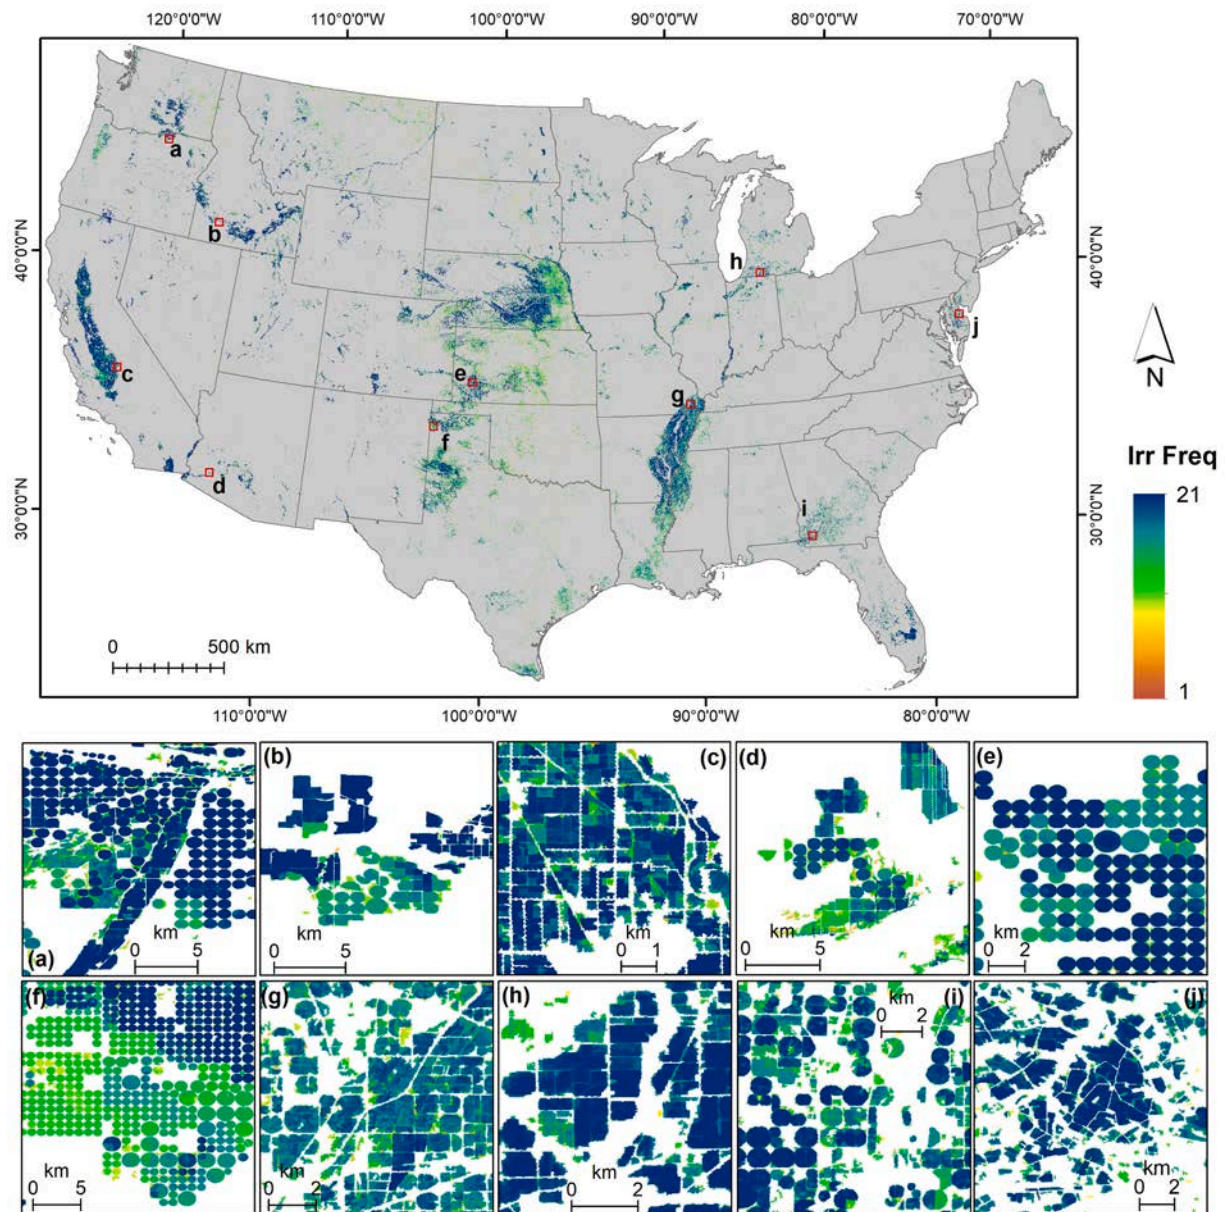 120°0'0"W 110°0'0"W 100°0'0"W 90°0'0"W 80°0'0"W 70°0'0"W
40°0'0"N
30°0'0"N
40°0'0"N
30°0'0"N
a
b
c
d
e
f
g
h
i
j
N
Irr Freq
21
1
0 500 km
110°0'0"W 100°0'0"W 90°0'0"W 80°0'0"W
(a) km 0 5
(b) km 0 5
(c) km 0 1
(d) km 0 5
(e) km 0 2
(f) km 0 5
(g) km 0 2
(h) km 0 2
(i) km 0 2
(j) km 0 2